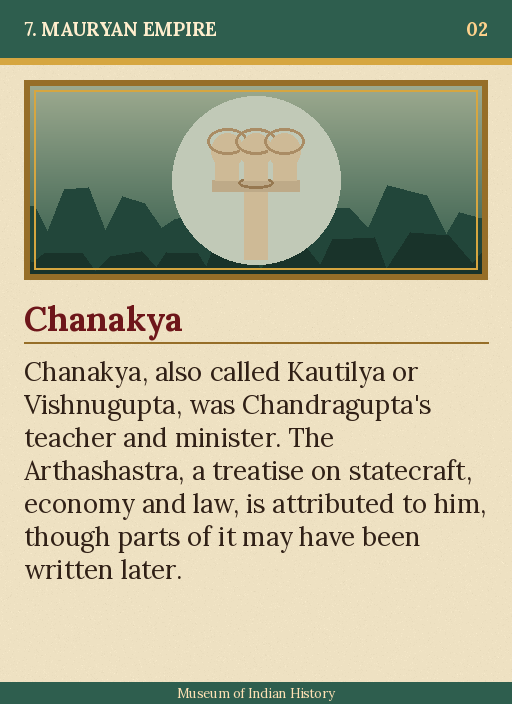 7. MAURYAN EMPIRE
02
Chanakya
Chanakya, also called Kautilya or
Vishnugupta, was Chandragupta's
teacher and minister. The
Arthashastra, a treatise on statecraft,
economy and law, is attributed to him,
though parts of it may have been
written later.
Museum of Indian History